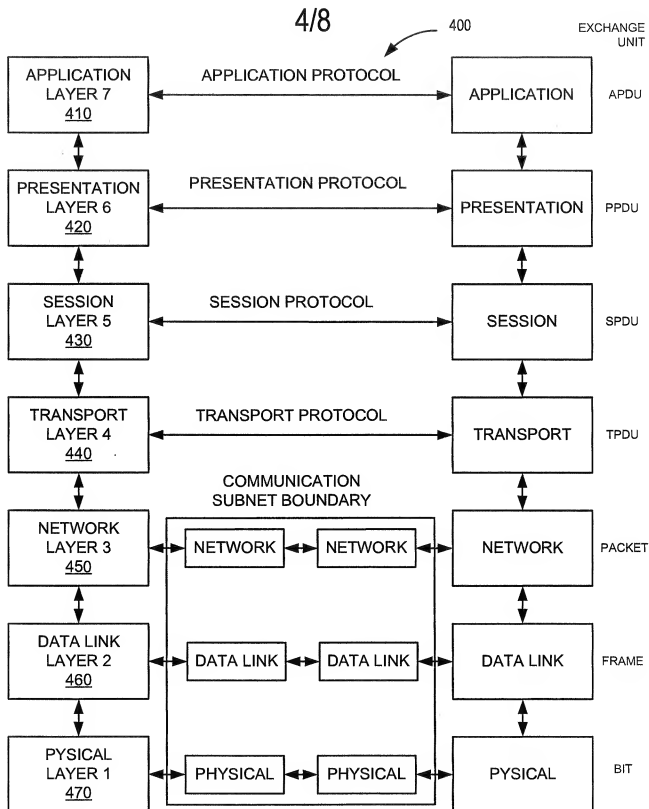 4/8
400
EXCHANGE
UNIT
APPLICATION
LAYER 7
410
APPLICATION PROTOCOL
APPLICATION
APDU
PRESENTATION
LAYER 6
420
PRESENTATION PROTOCOL
PRESENTATION
PPDU
SESSION
LAYER 5
430
SESSION PROTOCOL
SESSION
SPDU
TRANSPORT
LAYER 4
440
TRANSPORT PROTOCOL
TRANSPORT
TPDU
COMMUNICATION
SUBNET BOUNDARY
NETWORK
LAYER 3
450
NETWORK
NETWORK
NETWORK
PACKET
DATA LINK
LAYER 2
460
DATA LINK
DATA LINK
DATA LINK
FRAME
PYSICAL
LAYER 1
470
PHYSICAL
PHYSICAL
PYSICAL
BIT